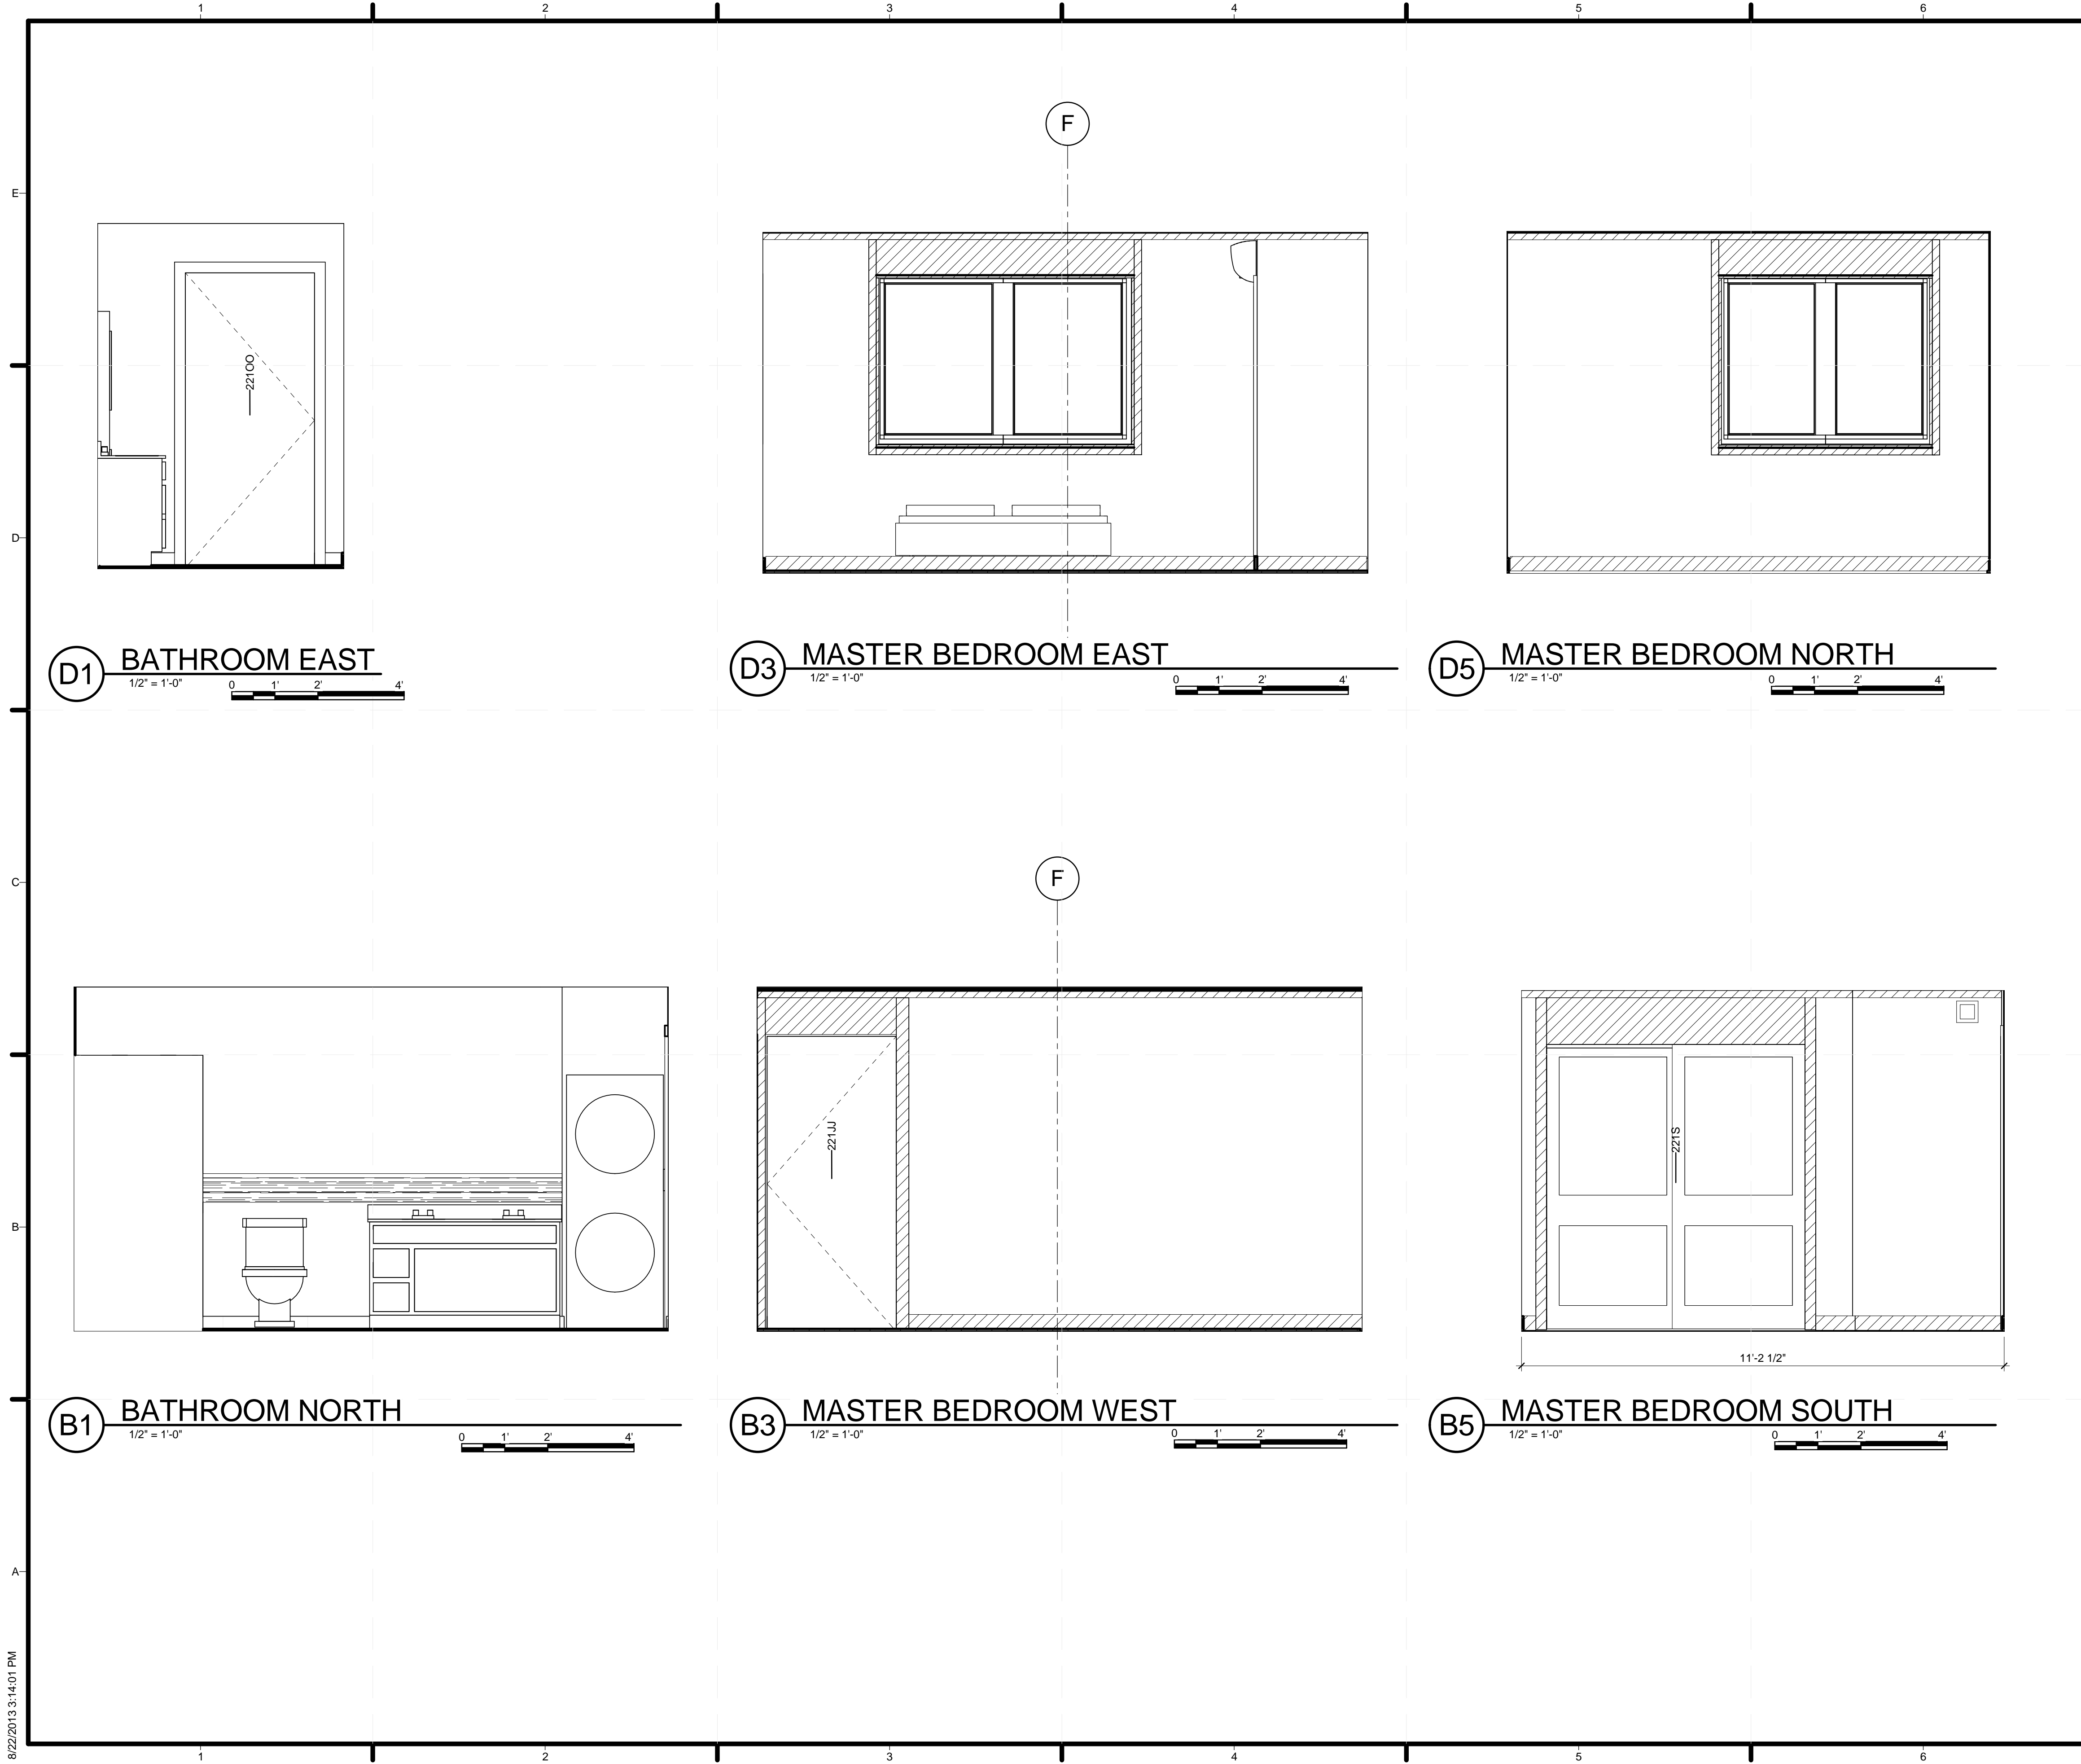 1 2 3 4 5 6
F
E
221OO
D
D1 BATHROOM EAST
1/2" = 1'-0"
0 1' 2' 4'
D3 MASTER BEDROOM EAST
1/2" = 1'-0"
0 1' 2' 4'
D5 MASTER BEDROOM NORTH
1/2" = 1'-0"
0 1' 2' 4'
C
F
221JJ
221S
B
11'-2 1/2"
B1 BATHROOM NORTH
1/2" = 1'-0"
0 1' 2' 4'
B3 MASTER BEDROOM WEST
1/2" = 1'-0"
0 1' 2' 4'
B5 MASTER BEDROOM SOUTH
1/2" = 1'-0"
0 1' 2' 4'
A
8/22/2013 3:14:01 PM
1 2 3 4 5 6